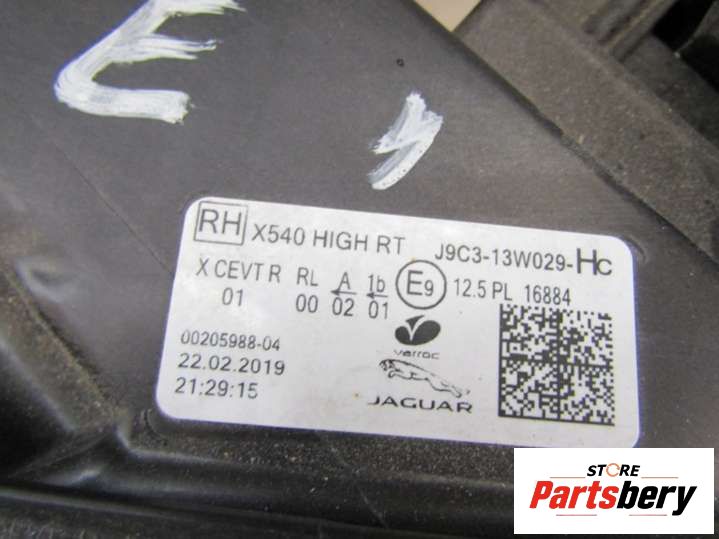 RH X540 HIGH RT J9C3-13W029-HC
X CEVT R RL A 1b E9 12.5 PL 16884
01 00 02 01
00205988-04
22.02.2019
21:29:15
varroc
JAGUAR
STORE
Partsbery